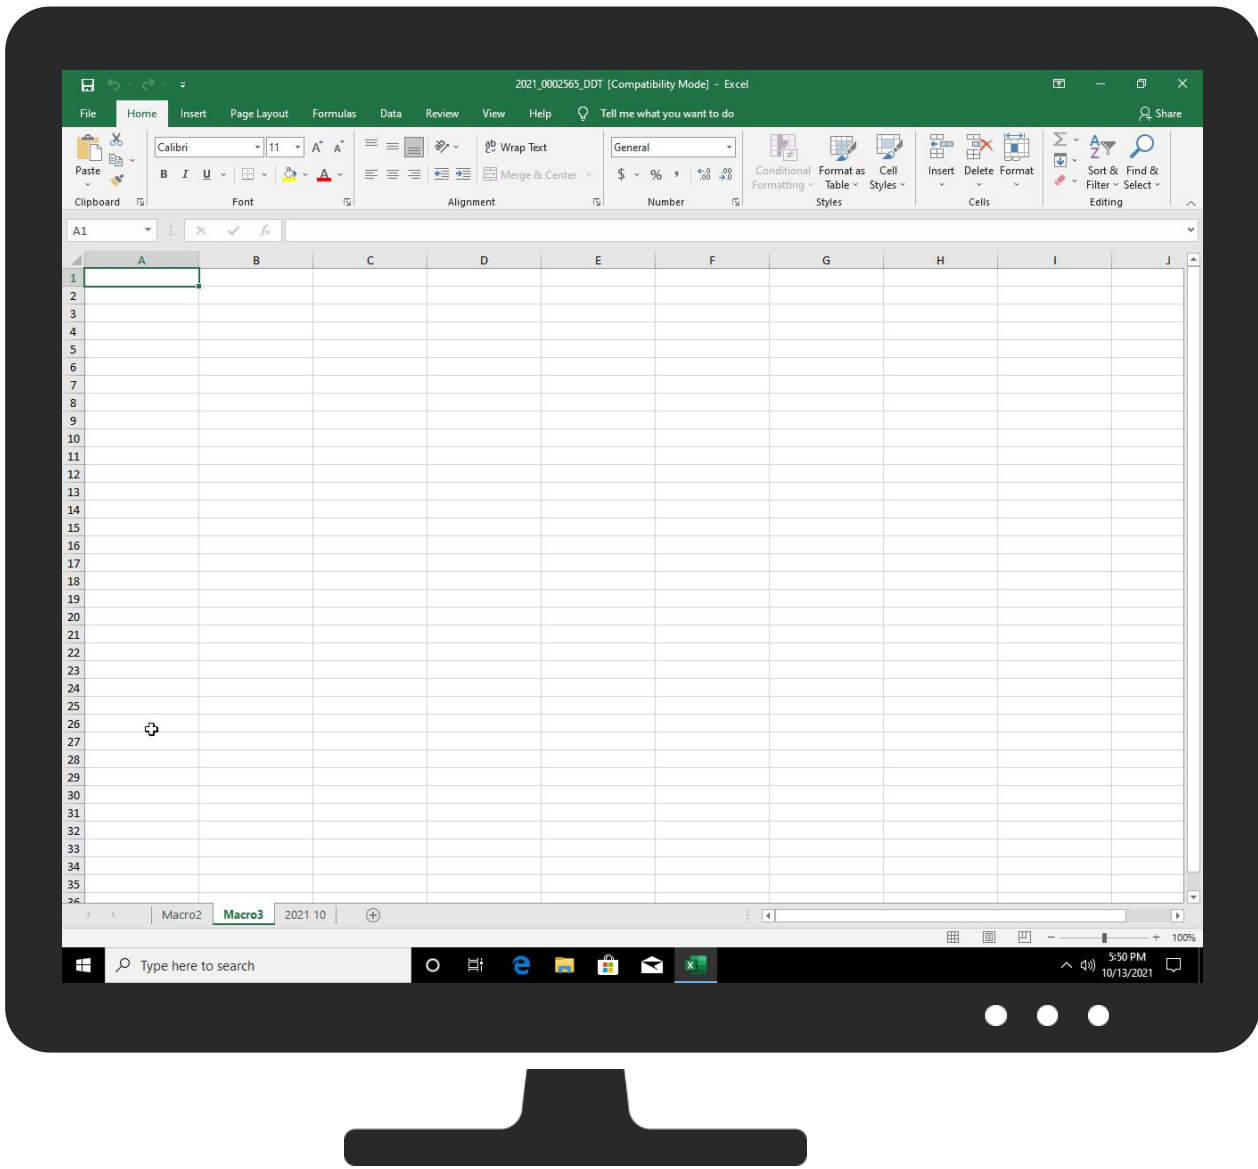 2021_0002565_DDT [Compatibility Mode] - Excel
File Home Insert Page Layout Formulas Data Review View Help Tell me what you want to do Share
Paste
Calibri 11
B I U A
Wrap Text
Merge & Center
General
$ % ,
Conditional Formatting
Format as Table
Cell Styles
Insert Delete Format
Sort & Filter
Find & Select
Clipboard Font Alignment Number Styles Cells Editing
A1
A B C D E F G H I J
1
2
3
4
5
6
7
8
9
10
11
12
13
14
15
16
17
18
19
20
21
22
23
24
25
26
27
28
29
30
31
32
33
34
35
36
Macro2 Macro3 2021 10
100%
Type here to search
5:50 PM
10/13/2021